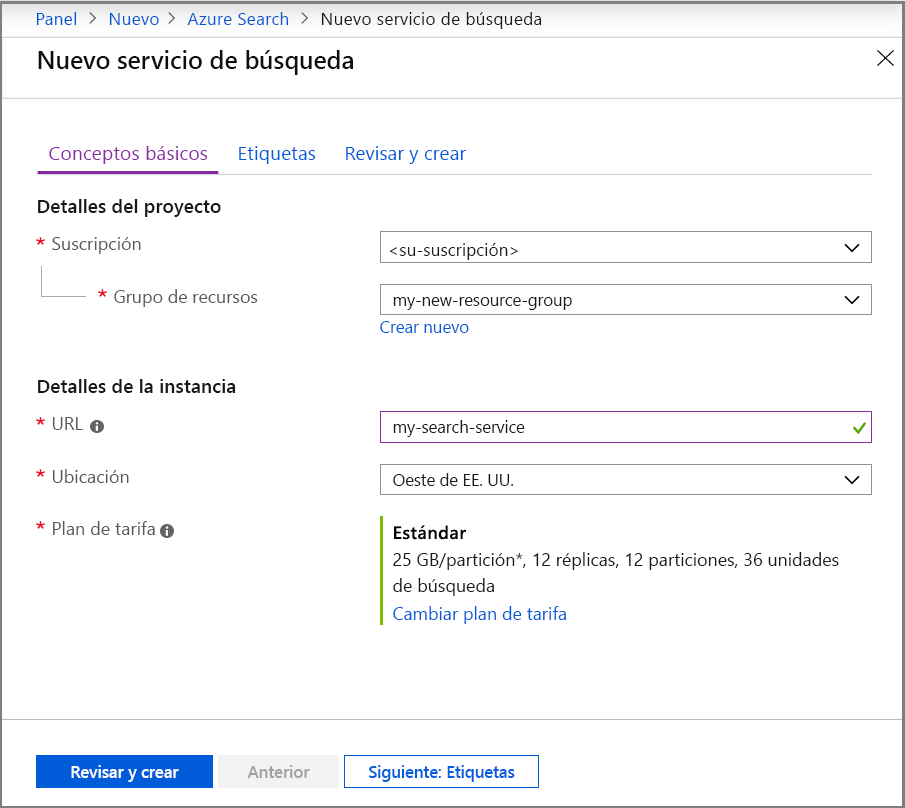 Panel > Nuevo > Azure Search > Nuevo servicio de búsqueda
Nuevo servicio de búsqueda
Conceptos básicos Etiquetas Revisar y crear
Detalles del proyecto
* Suscripción <su-suscripción>
* Grupo de recursos my-new-resource-group
Crear nuevo
Detalles de la instancia
* URL my-search-service
* Ubicación Oeste de EE. UU.
* Plan de tarifa Estándar
25 GB/partición*, 12 réplicas, 12 particiones, 36 unidades
de búsqueda
Cambiar plan de tarifa
Revisar y crear Anterior Siguiente: Etiquetas